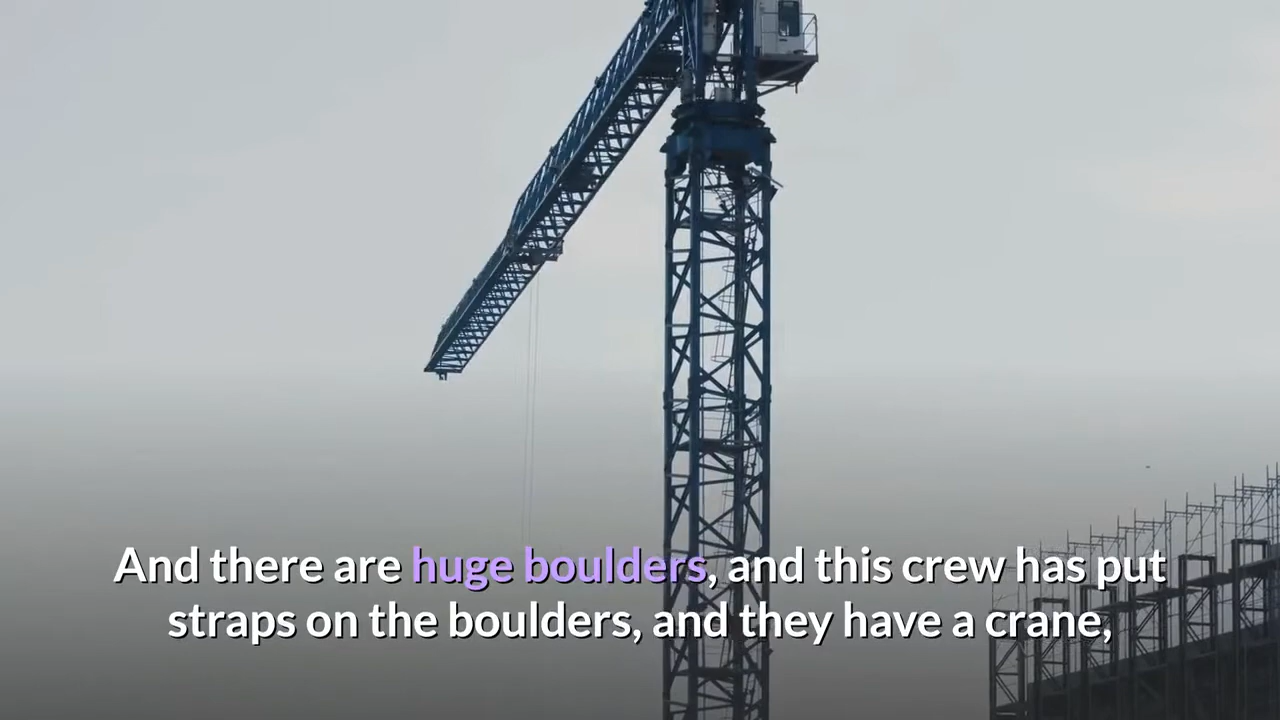 And there are huge boulders, and this crew has put
straps on the boulders, and they have a crane,